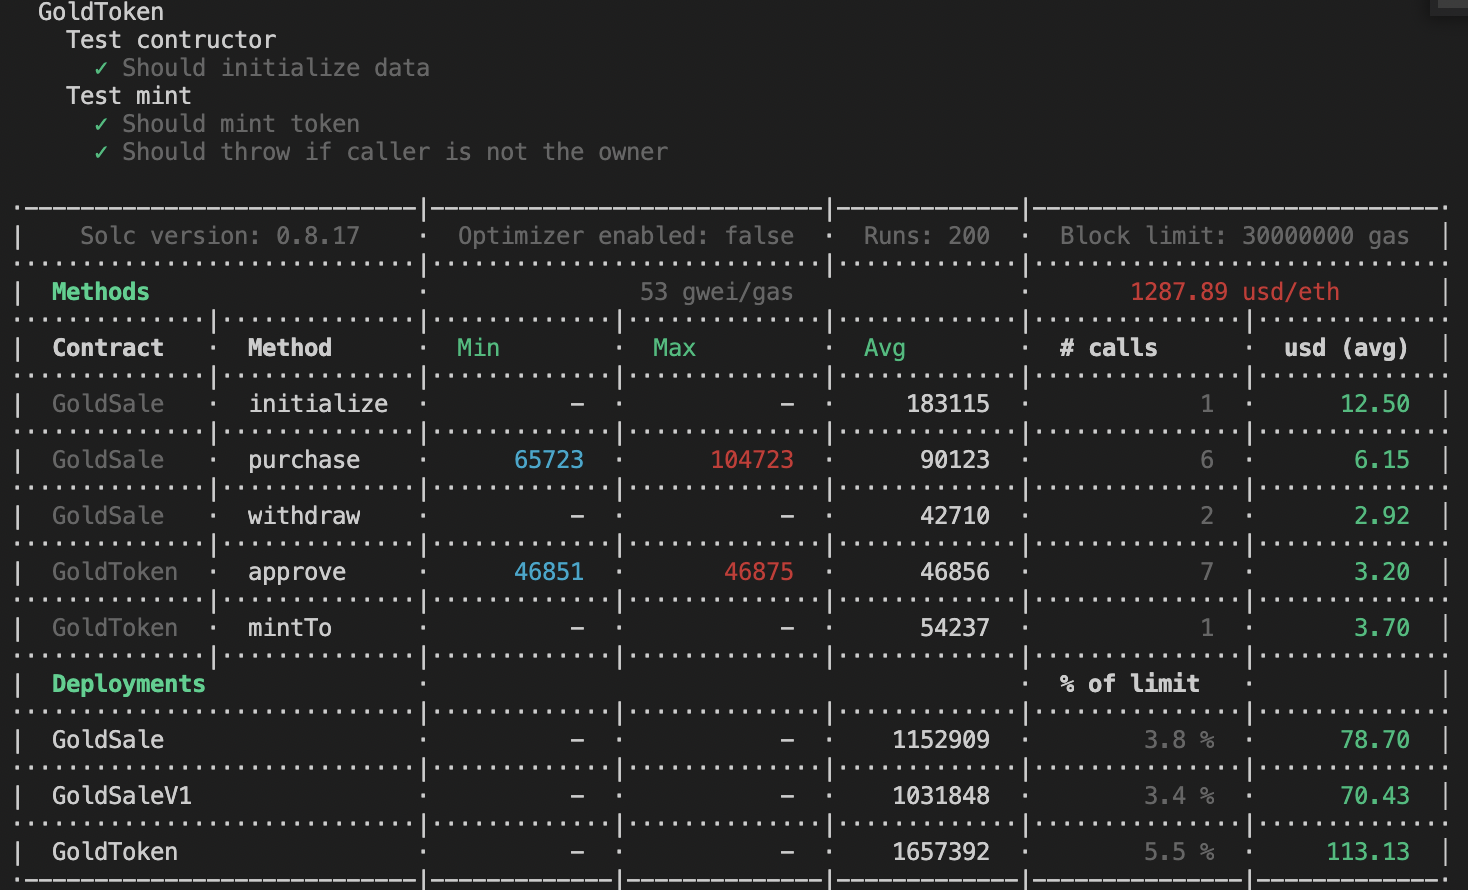 GoldToken
Test contructor
✓ Should initialize data
Test mint
✓ Should mint token
✓ Should throw if caller is not the owner
Solc version: 0.8.17 · Optimizer enabled: false · Runs: 200 · Block limit: 30000000 gas
Methods · 53 gwei/gas · 1287.89 usd/eth
Contract · Method · Min · Max · Avg · # calls · usd (avg)
GoldSale · initialize · - · - · 183115 · 1 · 12.50
GoldSale · purchase · 65723 · 104723 · 90123 · 6 · 6.15
GoldSale · withdraw · - · - · 42710 · 2 · 2.92
GoldToken · approve · 46851 · 46875 · 46856 · 7 · 3.20
GoldToken · mintTo · - · - · 54237 · 1 · 3.70
Deployments · · % of limit ·
GoldSale · - · - · 1152909 · 3.8 % · 78.70
GoldSaleV1 · - · - · 1031848 · 3.4 % · 70.43
GoldToken · - · - · 1657392 · 5.5 % · 113.13